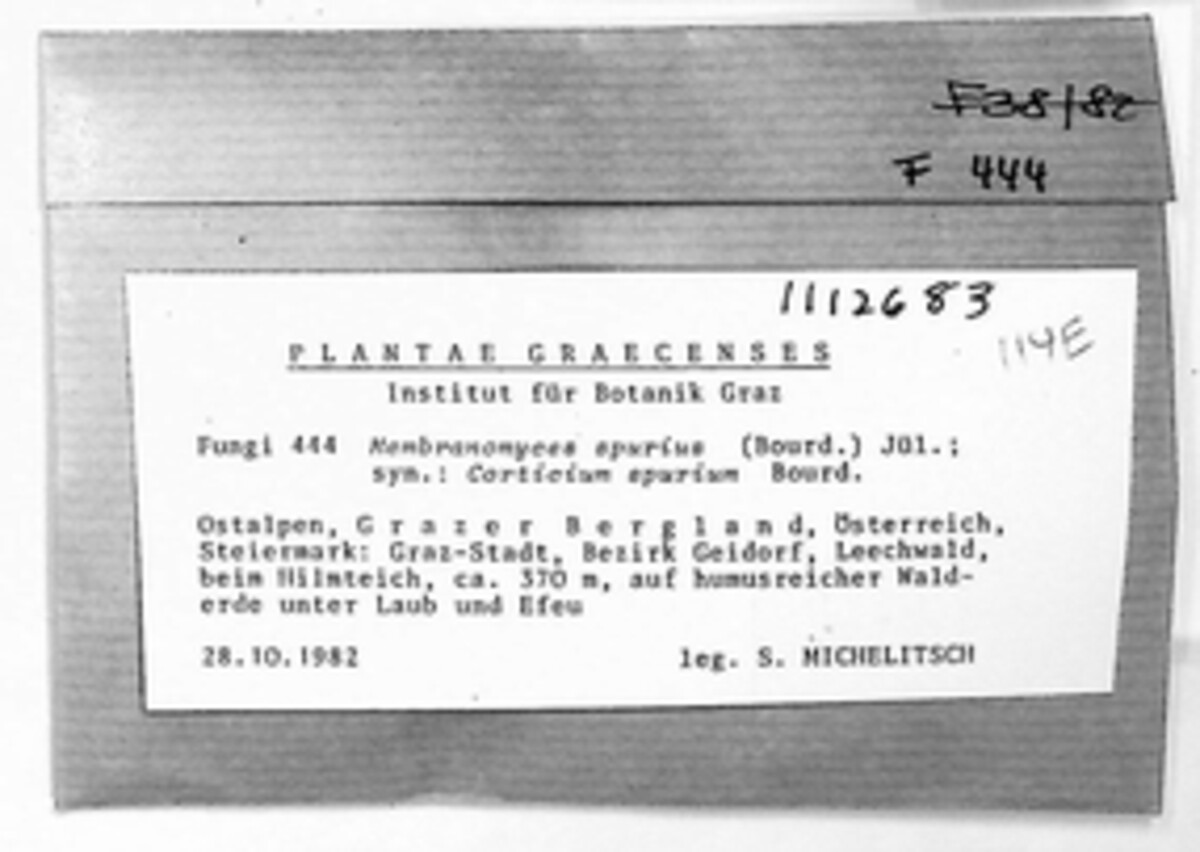 F38/82
F 444
1112683
114E
PLANTAE GRAECENSES
Institut für Botanik Graz
Fungi 444 Membranomyces spurius (Bourd.) Jül.;
syn.: Corticium spurium Bourd.
Ostalpen, Grazer Bergland, Österreich,
Steiermark: Graz-Stadt, Bezirk Geidorf, Leechwald,
beim Hilmteich, ca. 370 m, auf humusreicher Wald-
erde unter Laub und Efeu
28.10.1982 leg. S. MICHELITSCH